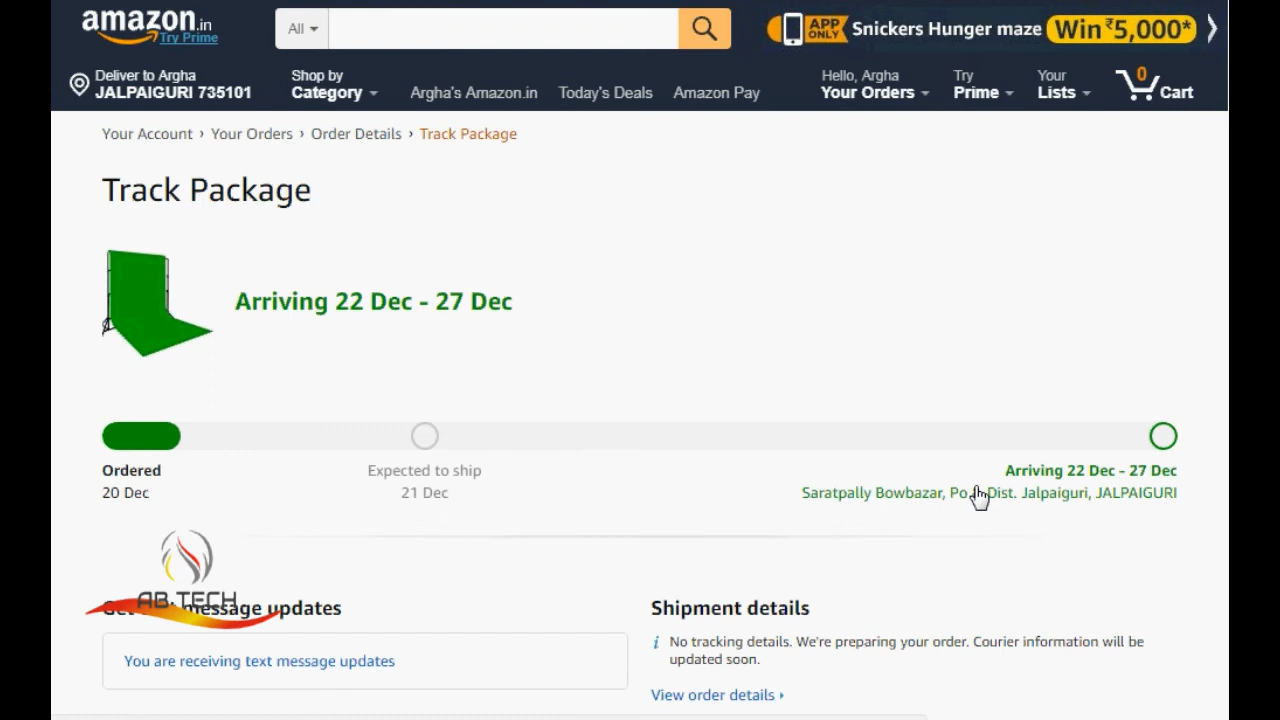 amazon.in
Try Prime
All
APP ONLY Snickers Hunger maze Win ₹5,000*
Deliver to Argha
JALPAIGURI 735101
Shop by
Category
Argha's Amazon.in
Today's Deals
Amazon Pay
Hello, Argha
Your Orders
Try
Prime
Your
Lists
0
Cart
Your Account › Your Orders › Order Details › Track Package
Track Package
Arriving 22 Dec - 27 Dec
Ordered
20 Dec
Expected to ship
21 Dec
Arriving 22 Dec - 27 Dec
Saratpally Bowbazar, Po Dist. Jalpaiguri, JALPAIGURI
AB.TECH
message updates
You are receiving text message updates
Shipment details
No tracking details. We're preparing your order. Courier information will be
updated soon.
View order details